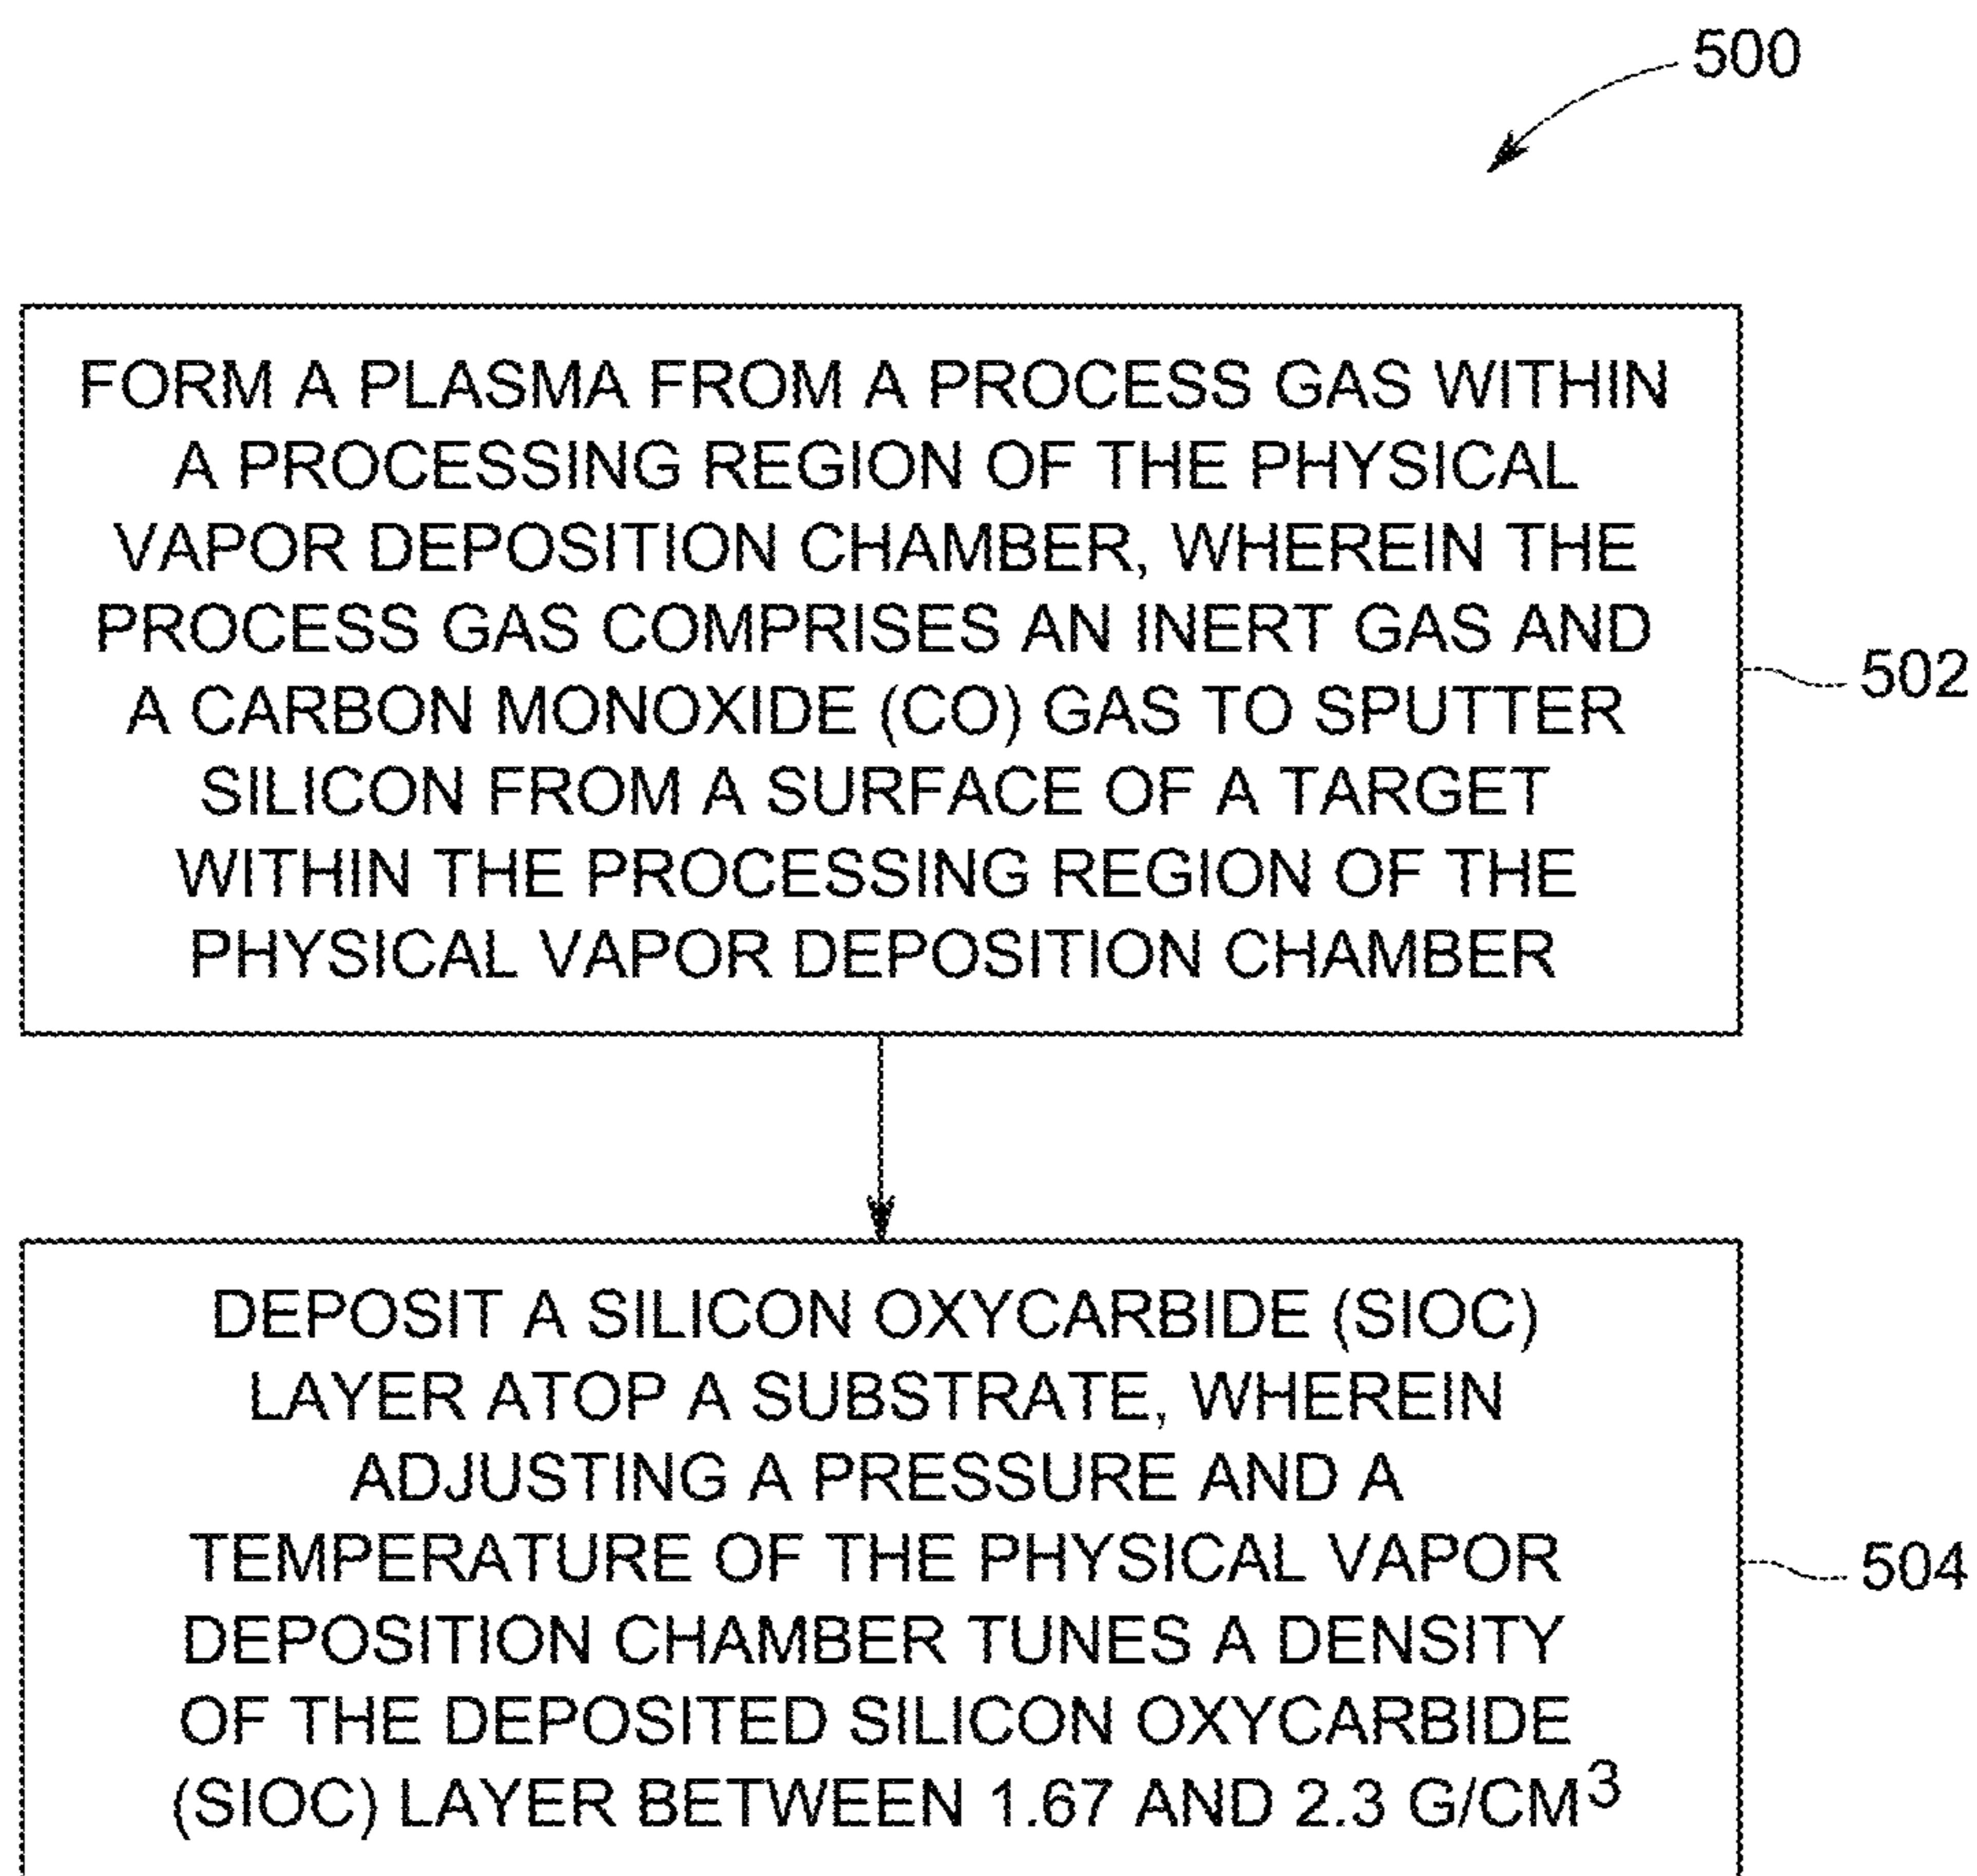 500
FORM A PLASMA FROM A PROCESS GAS WITHIN
A PROCESSING REGION OF THE PHYSICAL
VAPOR DEPOSITION CHAMBER, WHEREIN THE
PROCESS GAS COMPRISES AN INERT GAS AND
A CARBON MONOXIDE (CO) GAS TO SPUTTER
SILICON FROM A SURFACE OF A TARGET
WITHIN THE PROCESSING REGION OF THE
PHYSICAL VAPOR DEPOSITION CHAMBER
502
DEPOSIT A SILICON OXYCARBIDE (SIOC)
LAYER ATOP A SUBSTRATE, WHEREIN
ADJUSTING A PRESSURE AND A
TEMPERATURE OF THE PHYSICAL VAPOR
DEPOSITION CHAMBER TUNES A DENSITY
OF THE DEPOSITED SILICON OXYCARBIDE
(SIOC) LAYER BETWEEN 1.67 AND 2.3 G/CM³
504